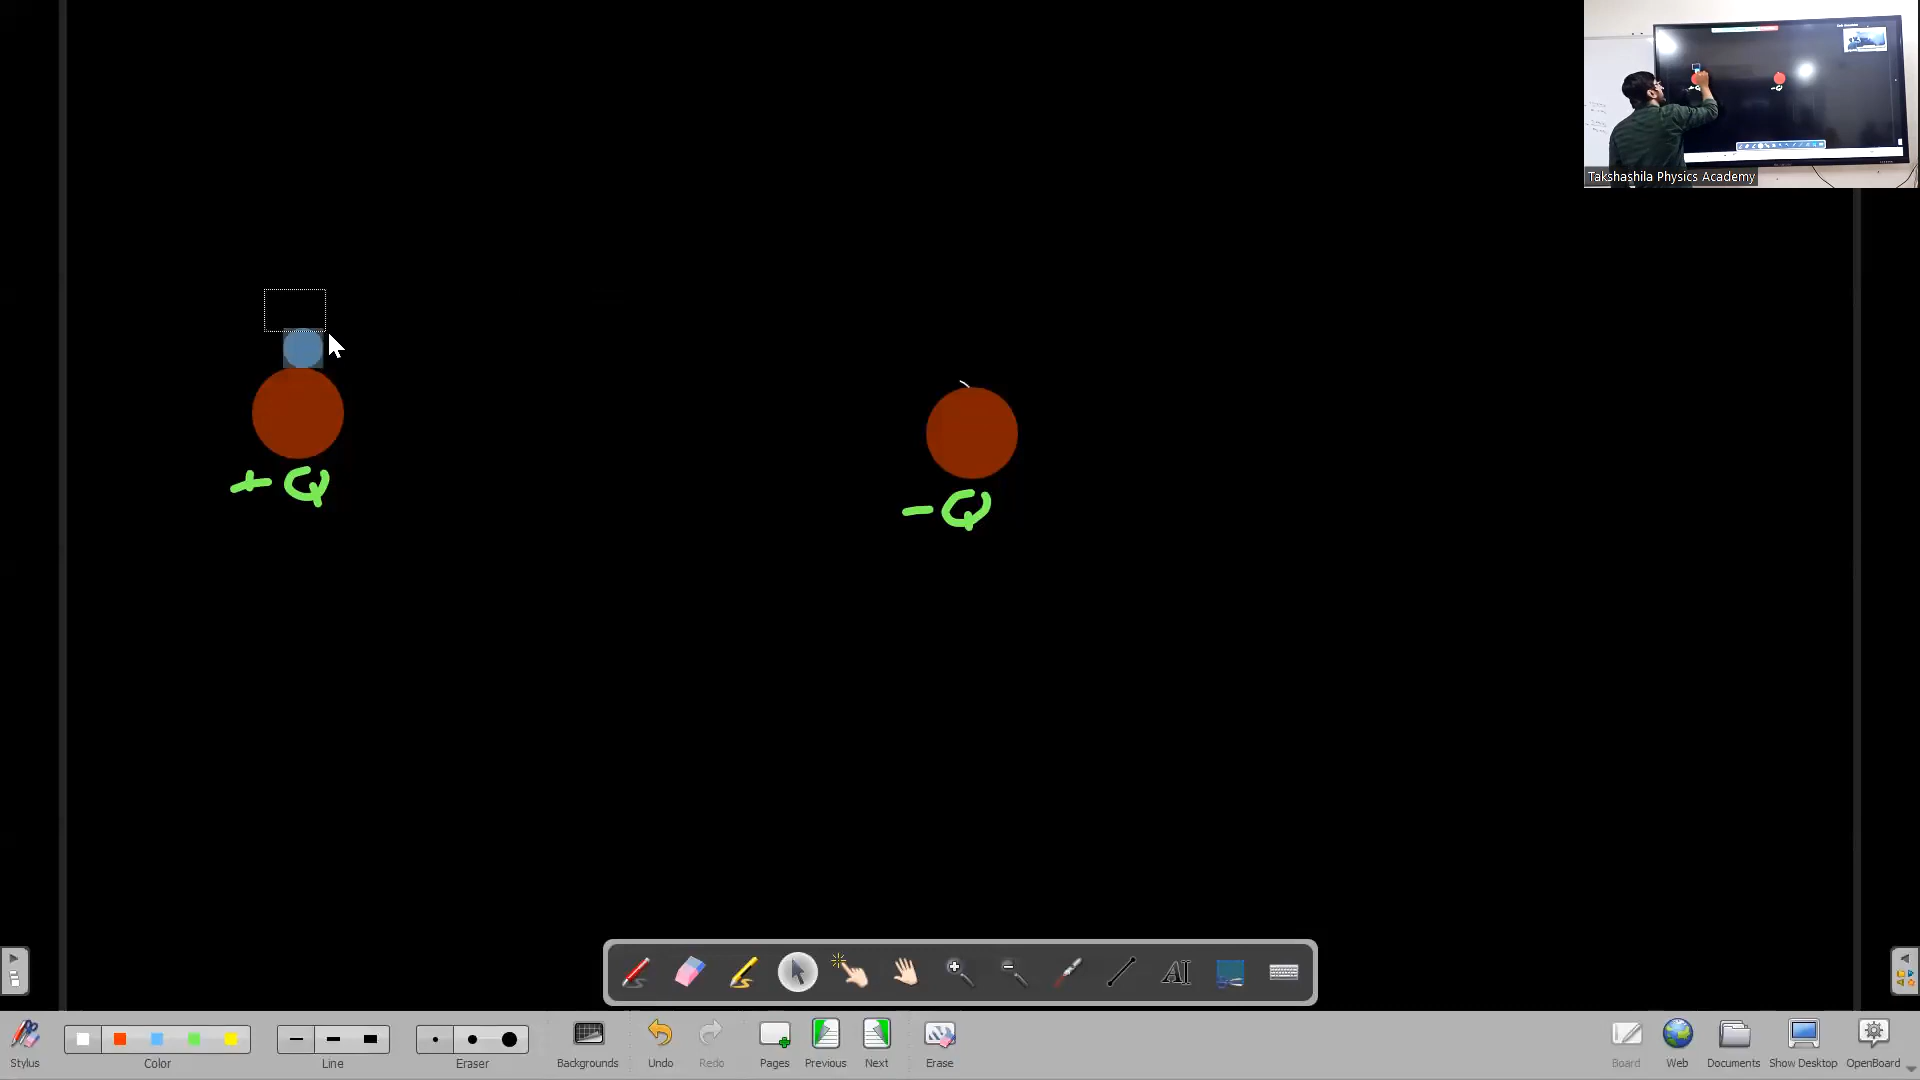 Takshashila Physics Academy
+Q
-Q
AI
Stylus
Color
Line
Eraser
Backgrounds
Undo
Redo
Pages
Previous
Next
Erase
Board
Web
Documents
Show Desktop
OpenBoard